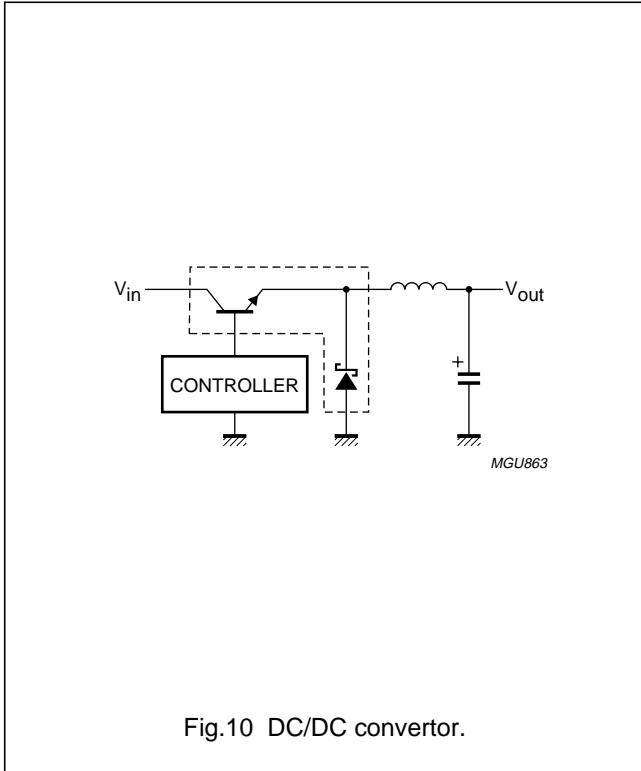 V_in
V_out
CONTROLLER
+
MGU863
Fig.10 DC/DC convertor.